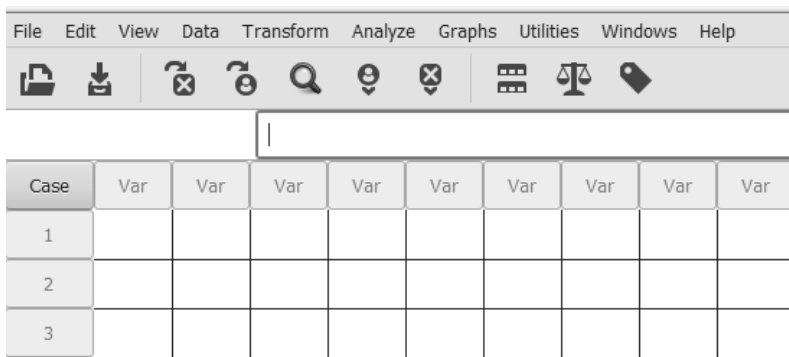 File Edit View Data Transform Analyze Graphs Utilities Windows Help
Case Var Var Var Var Var Var Var Var Var
1
2
3